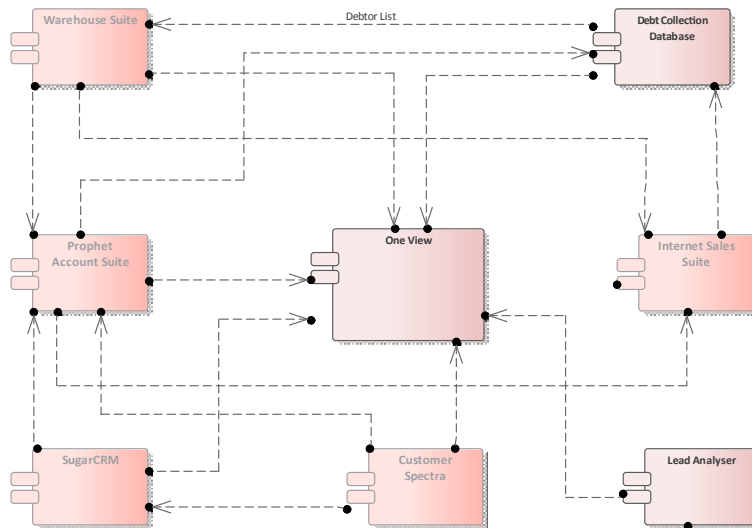 Warehouse Suite
Debtor List
Debt Collection
Database
Prophet
Account Suite
One View
Internet Sales
Suite
SugarCRM
Customer
Spectra
Lead Analyser